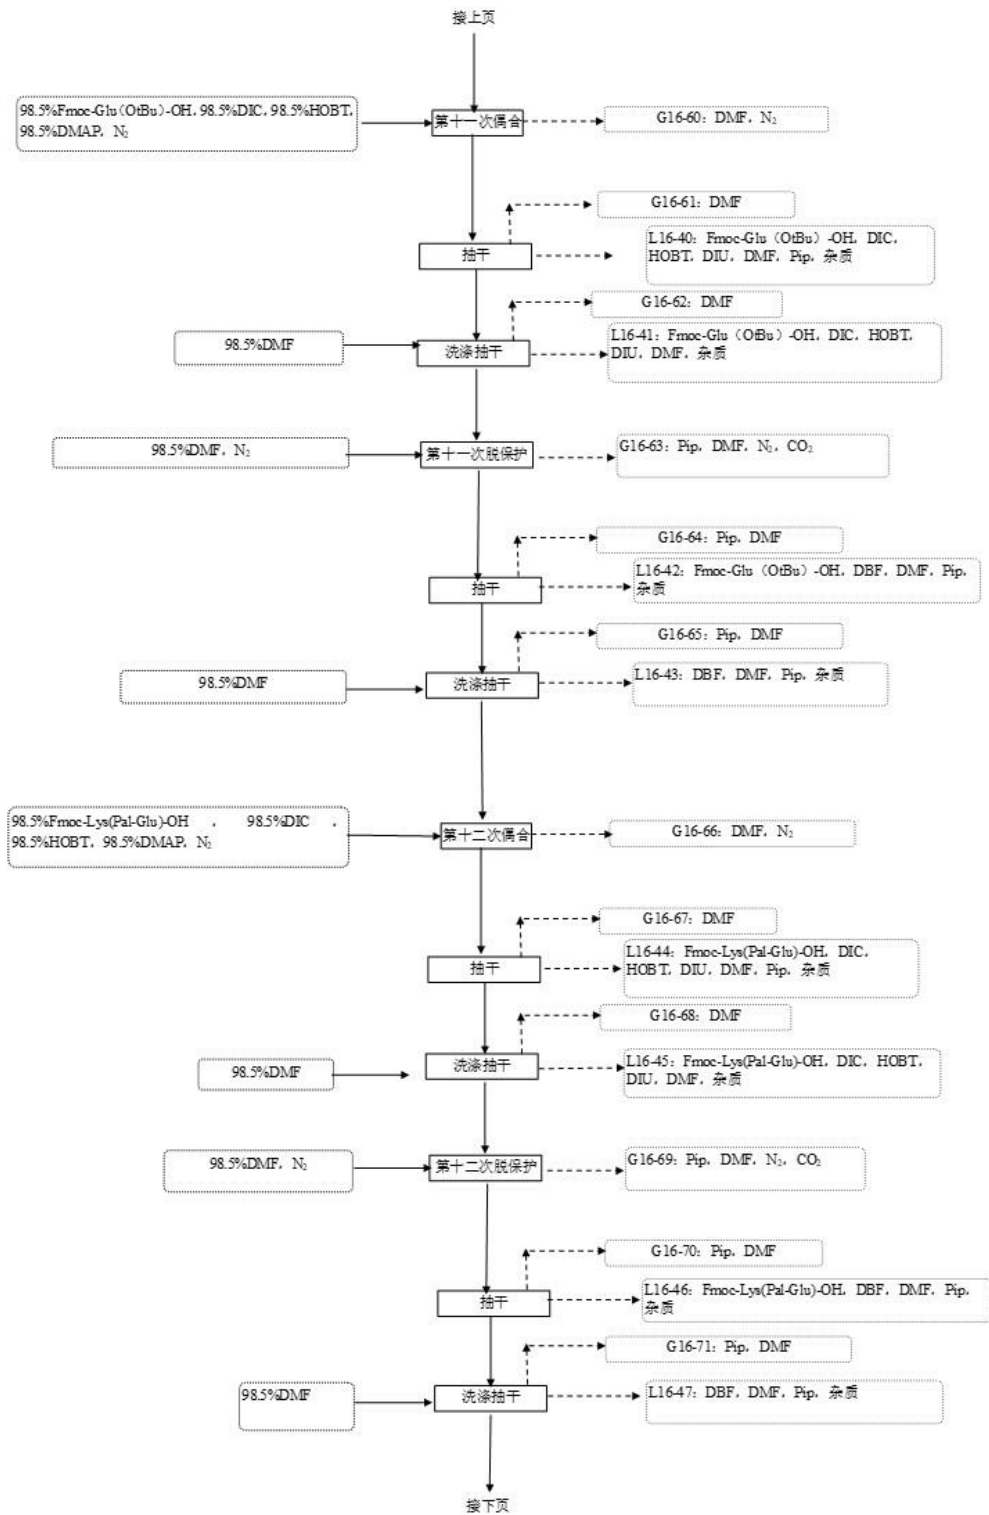 接上页
98.5%Fmoc-Glu（OtBu）-OH，98.5%DIC，98.5%HOBT，
98.5%DMAP，N₂
第十一次偶合
G16-60：DMF，N₂
G16-61：DMF
抽干
L16-40：Fmoc-Glu（OtBu）-OH，DIC，
HOBT，DIU，DMF，Pip，杂质
G16-62：DMF
98.5%DMF
洗涤抽干
L16-41：Fmoc-Glu（OtBu）-OH，DIC，HOBT，
DIU，DMF，杂质
98.5%DMF，N₂
第十一次脱保护
G16-63：Pip，DMF，N₂，CO₂
G16-64：Pip，DMF
抽干
L16-42：Fmoc-Glu（OtBu）-OH，DBF，DMF，Pip，
杂质
G16-65：Pip，DMF
98.5%DMF
洗涤抽干
L16-43：DBF，DMF，Pip，杂质
98.5%Fmoc-Lys(Pal-Glu)-OH ， 98.5%DIC ，
98.5%HOBT，98.5%DMAP，N₂
第十二次偶合
G16-66：DMF，N₂
G16-67：DMF
抽干
L16-44：Fmoc-Lys(Pal-Glu)-OH，DIC，
HOBT，DIU，DMF，Pip，杂质
G16-68：DMF
98.5%DMF
洗涤抽干
L16-45：Fmoc-Lys(Pal-Glu)-OH，DIC，HOBT，
DIU，DMF，杂质
98.5%DMF，N₂
第十二次脱保护
G16-69：Pip，DMF，N₂，CO₂
G16-70：Pip，DMF
抽干
L16-46：Fmoc-Lys(Pal-Glu)-OH，DBF，DMF，Pip，
杂质
G16-71：Pip，DMF
98.5%DMF
洗涤抽干
L16-47：DBF，DMF，Pip，杂质
接下页